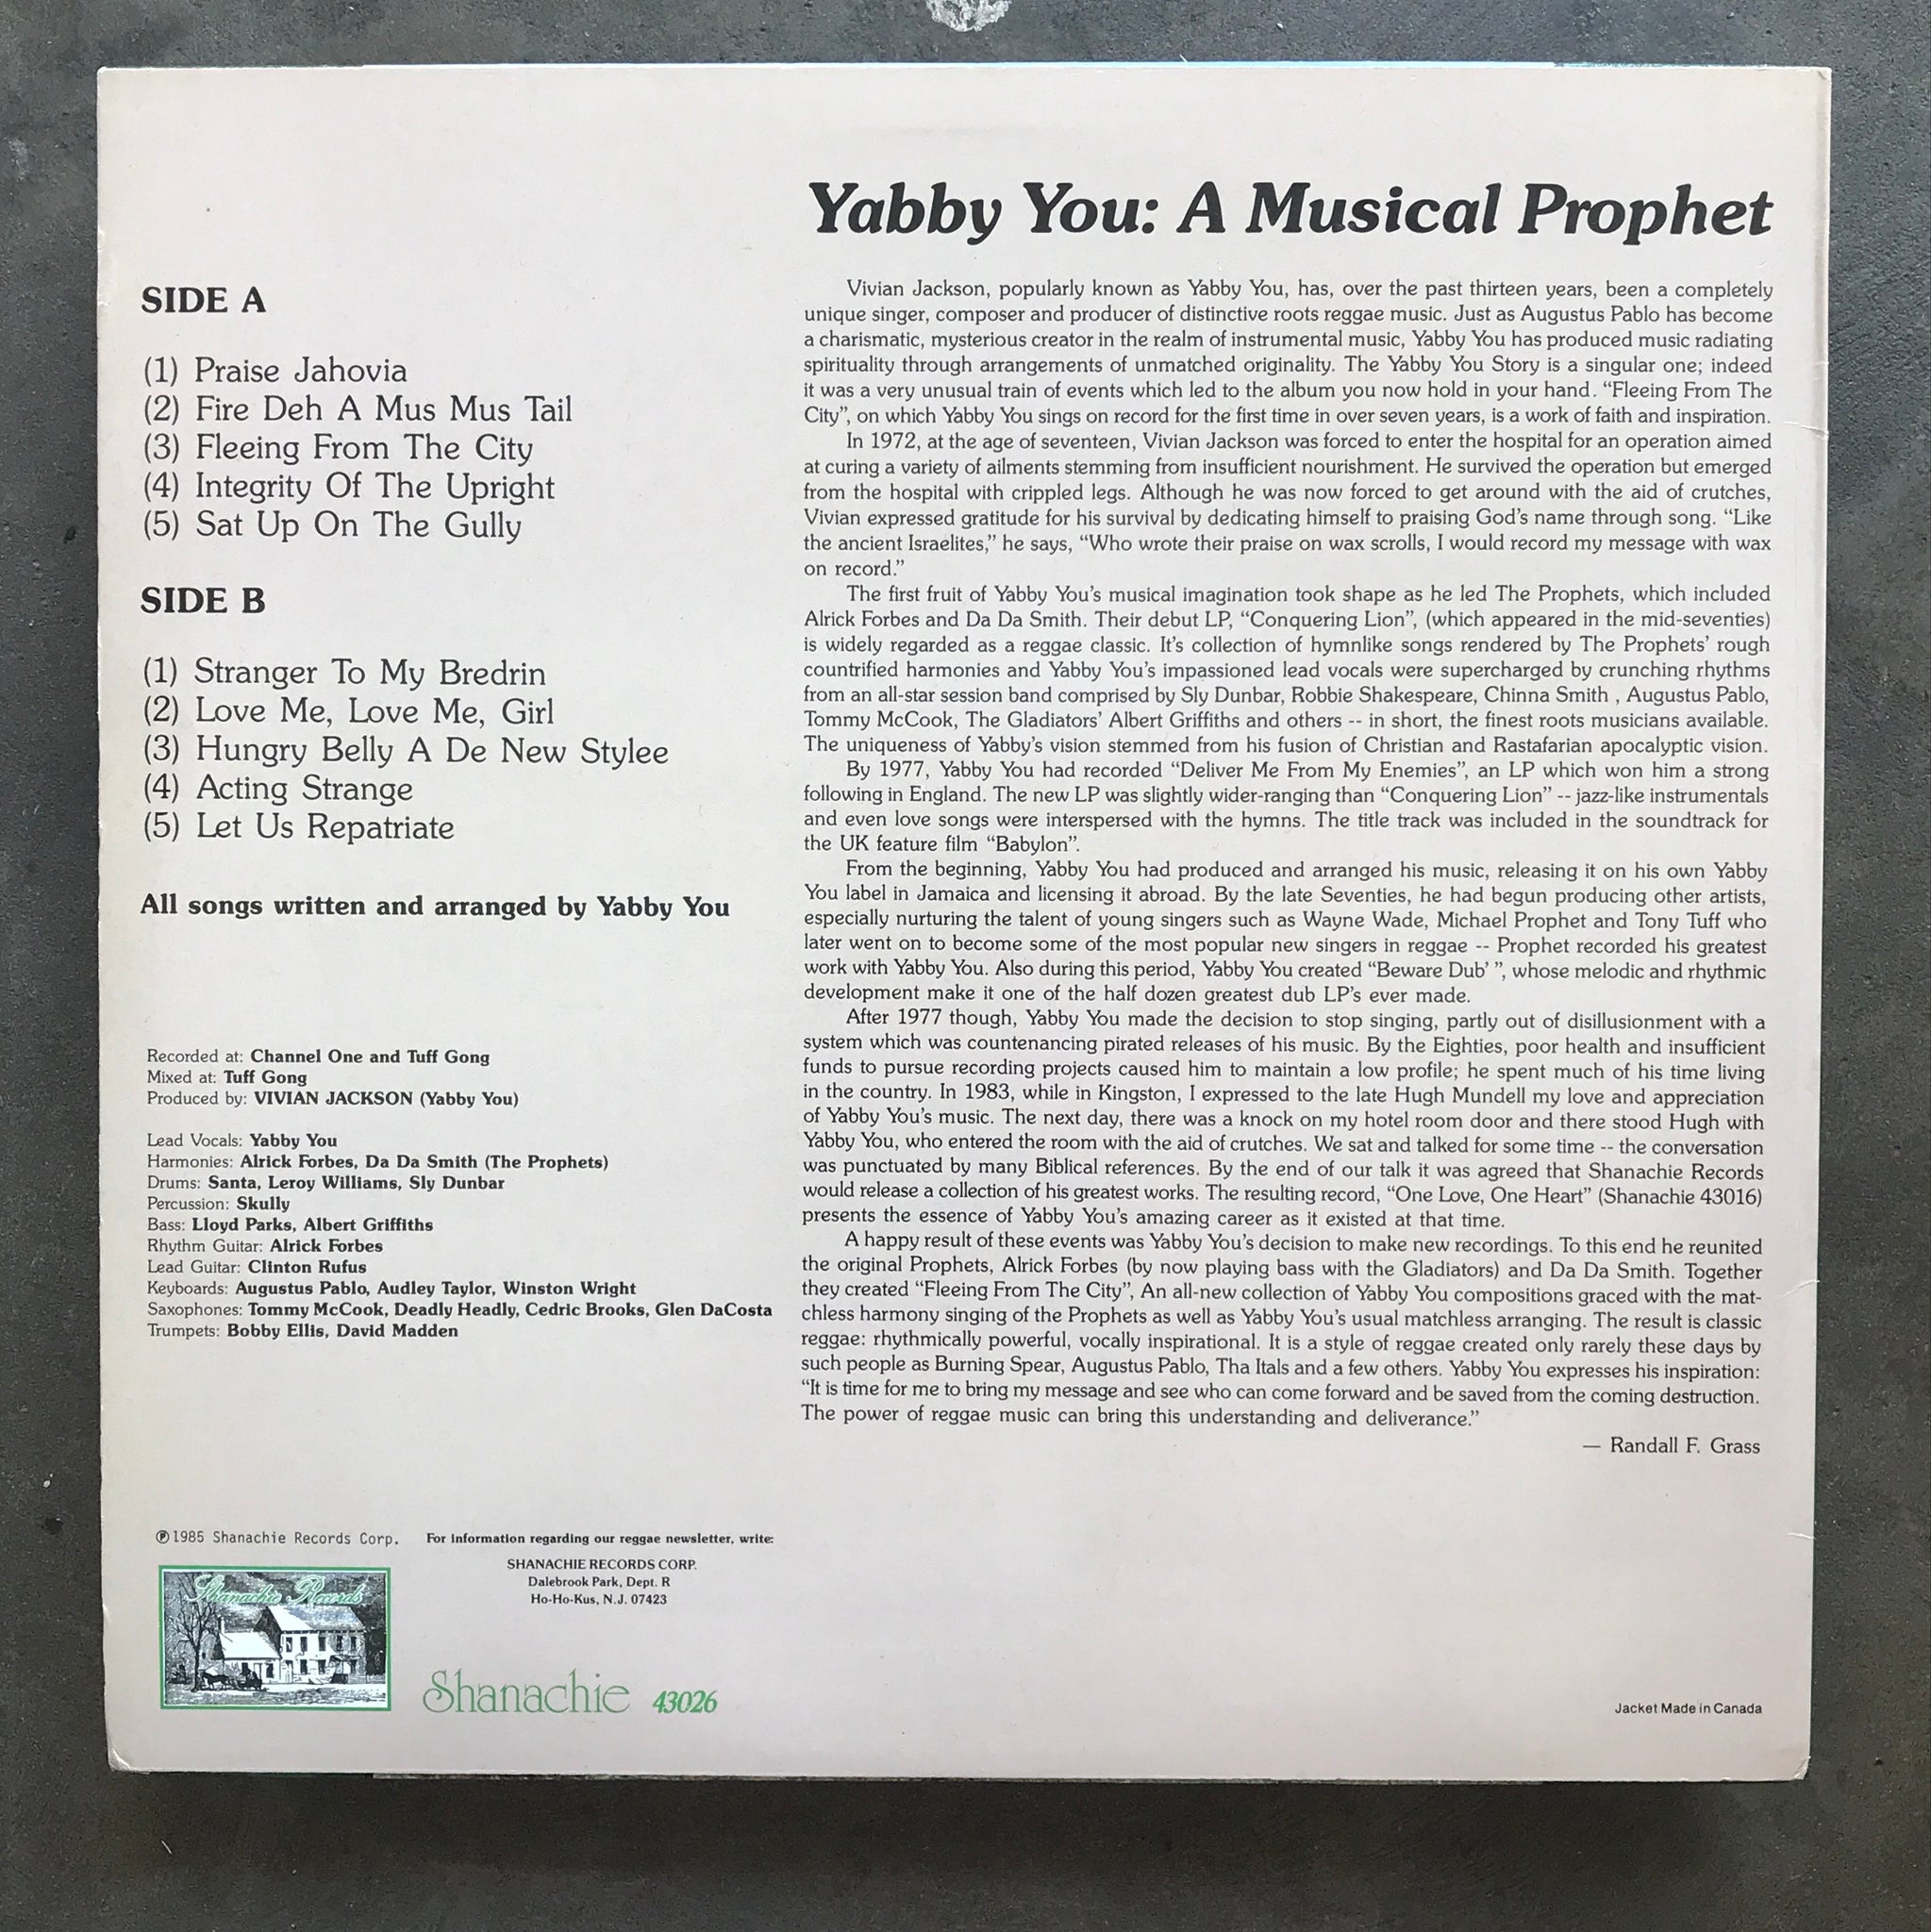 Yabby You: A Musical Prophet
SIDE A
(1) Praise Jahovia
(2) Fire Deh A Mus Mus Tail
(3) Fleeing From The City
(4) Integrity Of The Upright
(5) Sat Up On The Gully
SIDE B
(1) Stranger To My Bredrin
(2) Love Me, Love Me, Girl
(3) Hungry Belly A De New Stylee
(4) Acting Strange
(5) Let Us Repatriate
All songs written and arranged by Yabby You
Recorded at: Channel One and Tuff Gong
Mixed at: Tuff Gong
Produced by: VIVIAN JACKSON (Yabby You)
Lead Vocals: Yabby You
Harmonies: Alrick Forbes, Da Da Smith (The Prophets)
Drums: Santa, Leroy Williams, Sly Dunbar
Percussion: Skully
Bass: Lloyd Parks, Albert Griffiths
Rhythm Guitar: Alrick Forbes
Lead Guitar: Clinton Rufus
Keyboards: Augustus Pablo, Audley Taylor, Winston Wright
Saxophones: Tommy McCook, Deadly Headly, Cedric Brooks, Glen DaCosta
Trumpets: Bobby Ellis, David Madden
Vivian Jackson, popularly known as Yabby You, has, over the past thirteen years, been a completely
unique singer, composer and producer of distinctive roots reggae music. Just as Augustus Pablo has become
a charismatic, mysterious creator in the realm of instrumental music, Yabby You has produced music radiating
spirituality through arrangements of unmatched originality. The Yabby You Story is a singular one; indeed
it was a very unusual train of events which led to the album you now hold in your hand. “Fleeing From The
City”, on which Yabby You sings on record for the first time in over seven years, is a work of faith and inspiration.
In 1972, at the age of seventeen, Vivian Jackson was forced to enter the hospital for an operation aimed
at curing a variety of ailments stemming from insufficient nourishment. He survived the operation but emerged
from the hospital with crippled legs. Although he was now forced to get around with the aid of crutches,
Vivian expressed gratitude for his survival by dedicating himself to praising God’s name through song. “Like
the ancient Israelites,” he says, “Who wrote their praise on wax scrolls, I would record my message with wax
on record.”
The first fruit of Yabby You’s musical imagination took shape as he led The Prophets, which included
Alrick Forbes and Da Da Smith. Their debut LP, “Conquering Lion”, (which appeared in the mid-seventies)
is widely regarded as a reggae classic. It’s collection of hymnlike songs rendered by The Prophets’ rough
countrified harmonies and Yabby You’s impassioned lead vocals were supercharged by crunching rhythms
from an all-star session band comprised by Sly Dunbar, Robbie Shakespeare, Chinna Smith , Augustus Pablo,
Tommy McCook, The Gladiators’ Albert Griffiths and others -- in short, the finest roots musicians available.
The uniqueness of Yabby’s vision stemmed from his fusion of Christian and Rastafarian apocalyptic vision.
By 1977, Yabby You had recorded “Deliver Me From My Enemies”, an LP which won him a strong
following in England. The new LP was slightly wider-ranging than “Conquering Lion” -- jazz-like instrumentals
and even love songs were interspersed with the hymns. The title track was included in the soundtrack for
the UK feature film “Babylon”.
From the beginning, Yabby You had produced and arranged his music, releasing it on his own Yabby
You label in Jamaica and licensing it abroad. By the late Seventies, he had begun producing other artists,
especially nurturing the talent of young singers such as Wayne Wade, Michael Prophet and Tony Tuff who
later went on to become some of the most popular new singers in reggae -- Prophet recorded his greatest
work with Yabby You. Also during this period, Yabby You created “Beware Dub’ ”, whose melodic and rhythmic
development make it one of the half dozen greatest dub LP’s ever made.
After 1977 though, Yabby You made the decision to stop singing, partly out of disillusionment with a
system which was countenancing pirated releases of his music. By the Eighties, poor health and insufficient
funds to pursue recording projects caused him to maintain a low profile; he spent much of his time living
in the country. In 1983, while in Kingston, I expressed to the late Hugh Mundell my love and appreciation
of Yabby You’s music. The next day, there was a knock on my hotel room door and there stood Hugh with
Yabby You, who entered the room with the aid of crutches. We sat and talked for some time -- the conversation
was punctuated by many Biblical references. By the end of our talk it was agreed that Shanachie Records
would release a collection of his greatest works. The resulting record, “One Love, One Heart” (Shanachie 43016)
presents the essence of Yabby You’s amazing career as it existed at that time.
A happy result of these events was Yabby You’s decision to make new recordings. To this end he reunited
the original Prophets, Alrick Forbes (by now playing bass with the Gladiators) and Da Da Smith. Together
they created “Fleeing From The City”, An all-new collection of Yabby You compositions graced with the mat-
chless harmony singing of the Prophets as well as Yabby You’s usual matchless arranging. The result is classic
reggae: rhythmically powerful, vocally inspirational. It is a style of reggae created only rarely these days by
such people as Burning Spear, Augustus Pablo, Tha Itals and a few others. Yabby You expresses his inspiration:
“It is time for me to bring my message and see who can come forward and be saved from the coming destruction.
The power of reggae music can bring this understanding and deliverance.”
— Randall F. Grass
℗1985 Shanachie Records Corp.
For information regarding our reggae newsletter, write:
SHANACHIE RECORDS CORP.
Dalebrook Park, Dept. R
Ho-Ho-Kus, N.J. 07423
Shanachie Records
Shanachie 43026
Jacket Made in Canada